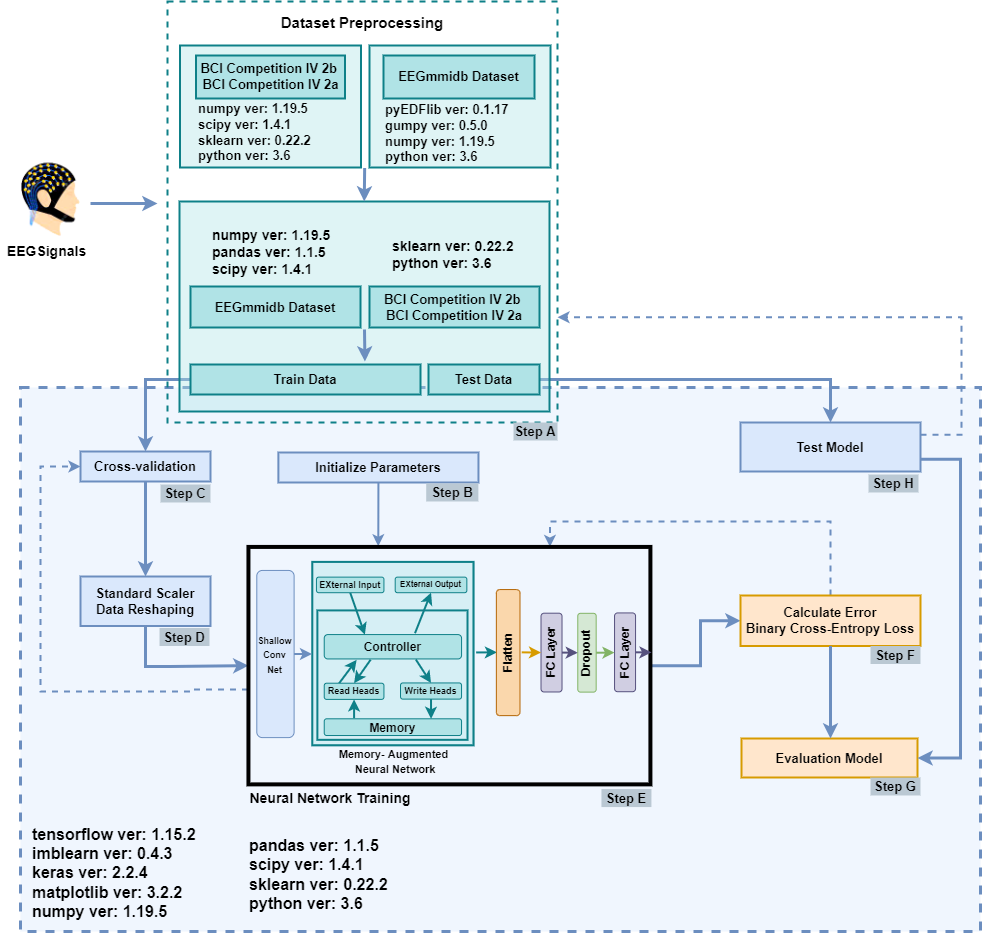 Dataset Preprocessing
BCI Competition IV 2b
BCI Competition IV 2a
numpy ver: 1.19.5
scipy ver: 1.4.1
sklearn ver: 0.22.2
python ver: 3.6
EEGmmidb Dataset
pyEDFlib ver: 0.1.17
gumpy ver: 0.5.0
numpy ver: 1.19.5
python ver: 3.6
EEGSignals
numpy ver: 1.19.5
pandas ver: 1.1.5
scipy ver: 1.4.1
sklearn ver: 0.22.2
python ver: 3.6
EEGmmidb Dataset
BCI Competition IV 2b
BCI Competition IV 2a
Train Data
Test Data
Step A
Cross-validation
Step C
Initialize Parameters
Step B
Test Model
Step H
Standard Scaler
Data Reshaping
Step D
Shallow
Conv
Net
EXternal Input
EXternal Output
Controller
Read Heads
Write Heads
Memory
Memory- Augmented
Neural Network
Flatten
FC Layer
Dropout
FC Layer
Neural Network Training
Step E
Calculate Error
Binary Cross-Entropy Loss
Step F
Evaluation Model
Step G
tensorflow ver: 1.15.2
imblearn ver: 0.4.3
keras ver: 2.2.4
matplotlib ver: 3.2.2
numpy ver: 1.19.5
pandas ver: 1.1.5
scipy ver: 1.4.1
sklearn ver: 0.22.2
python ver: 3.6